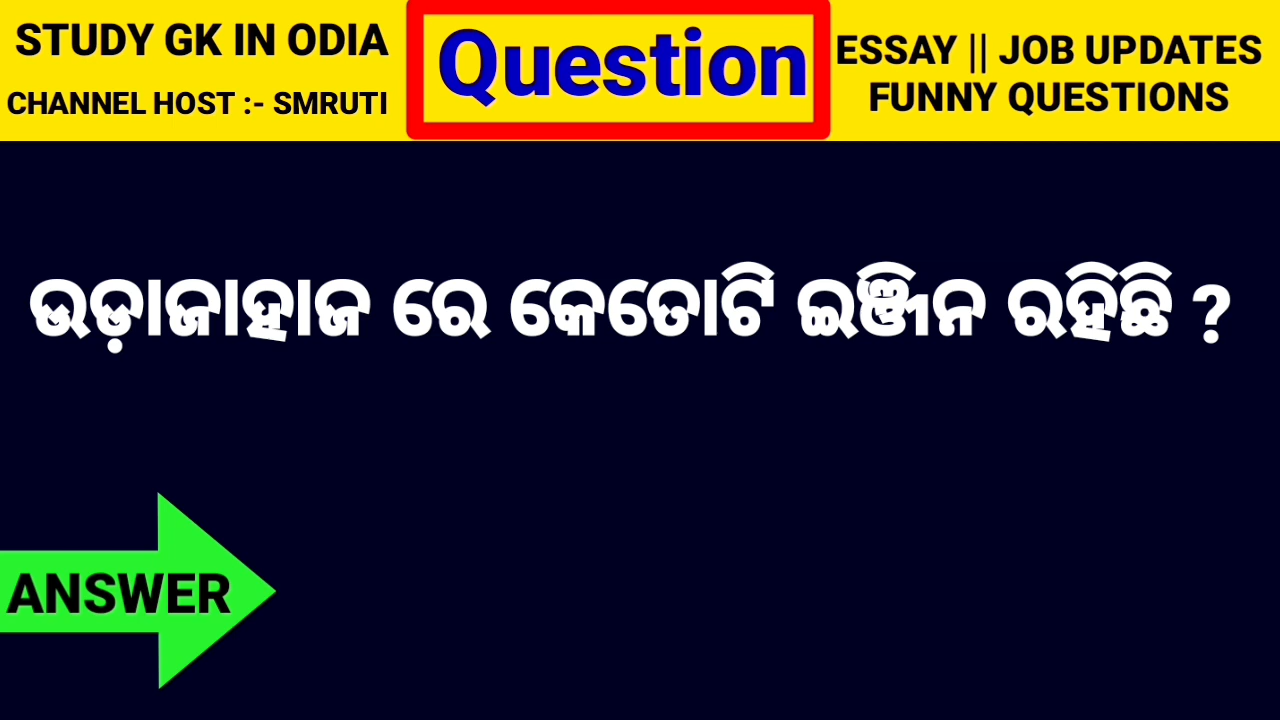 STUDY GK IN ODIA
CHANNEL HOST :- SMRUTI
Question
ESSAY || JOB UPDATES
FUNNY QUESTIONS
ଉଡ଼ାଜାହାଜ ରେ କେତୋଟି ଇଞ୍ଜିନ ରହିଛି ?
ANSWER